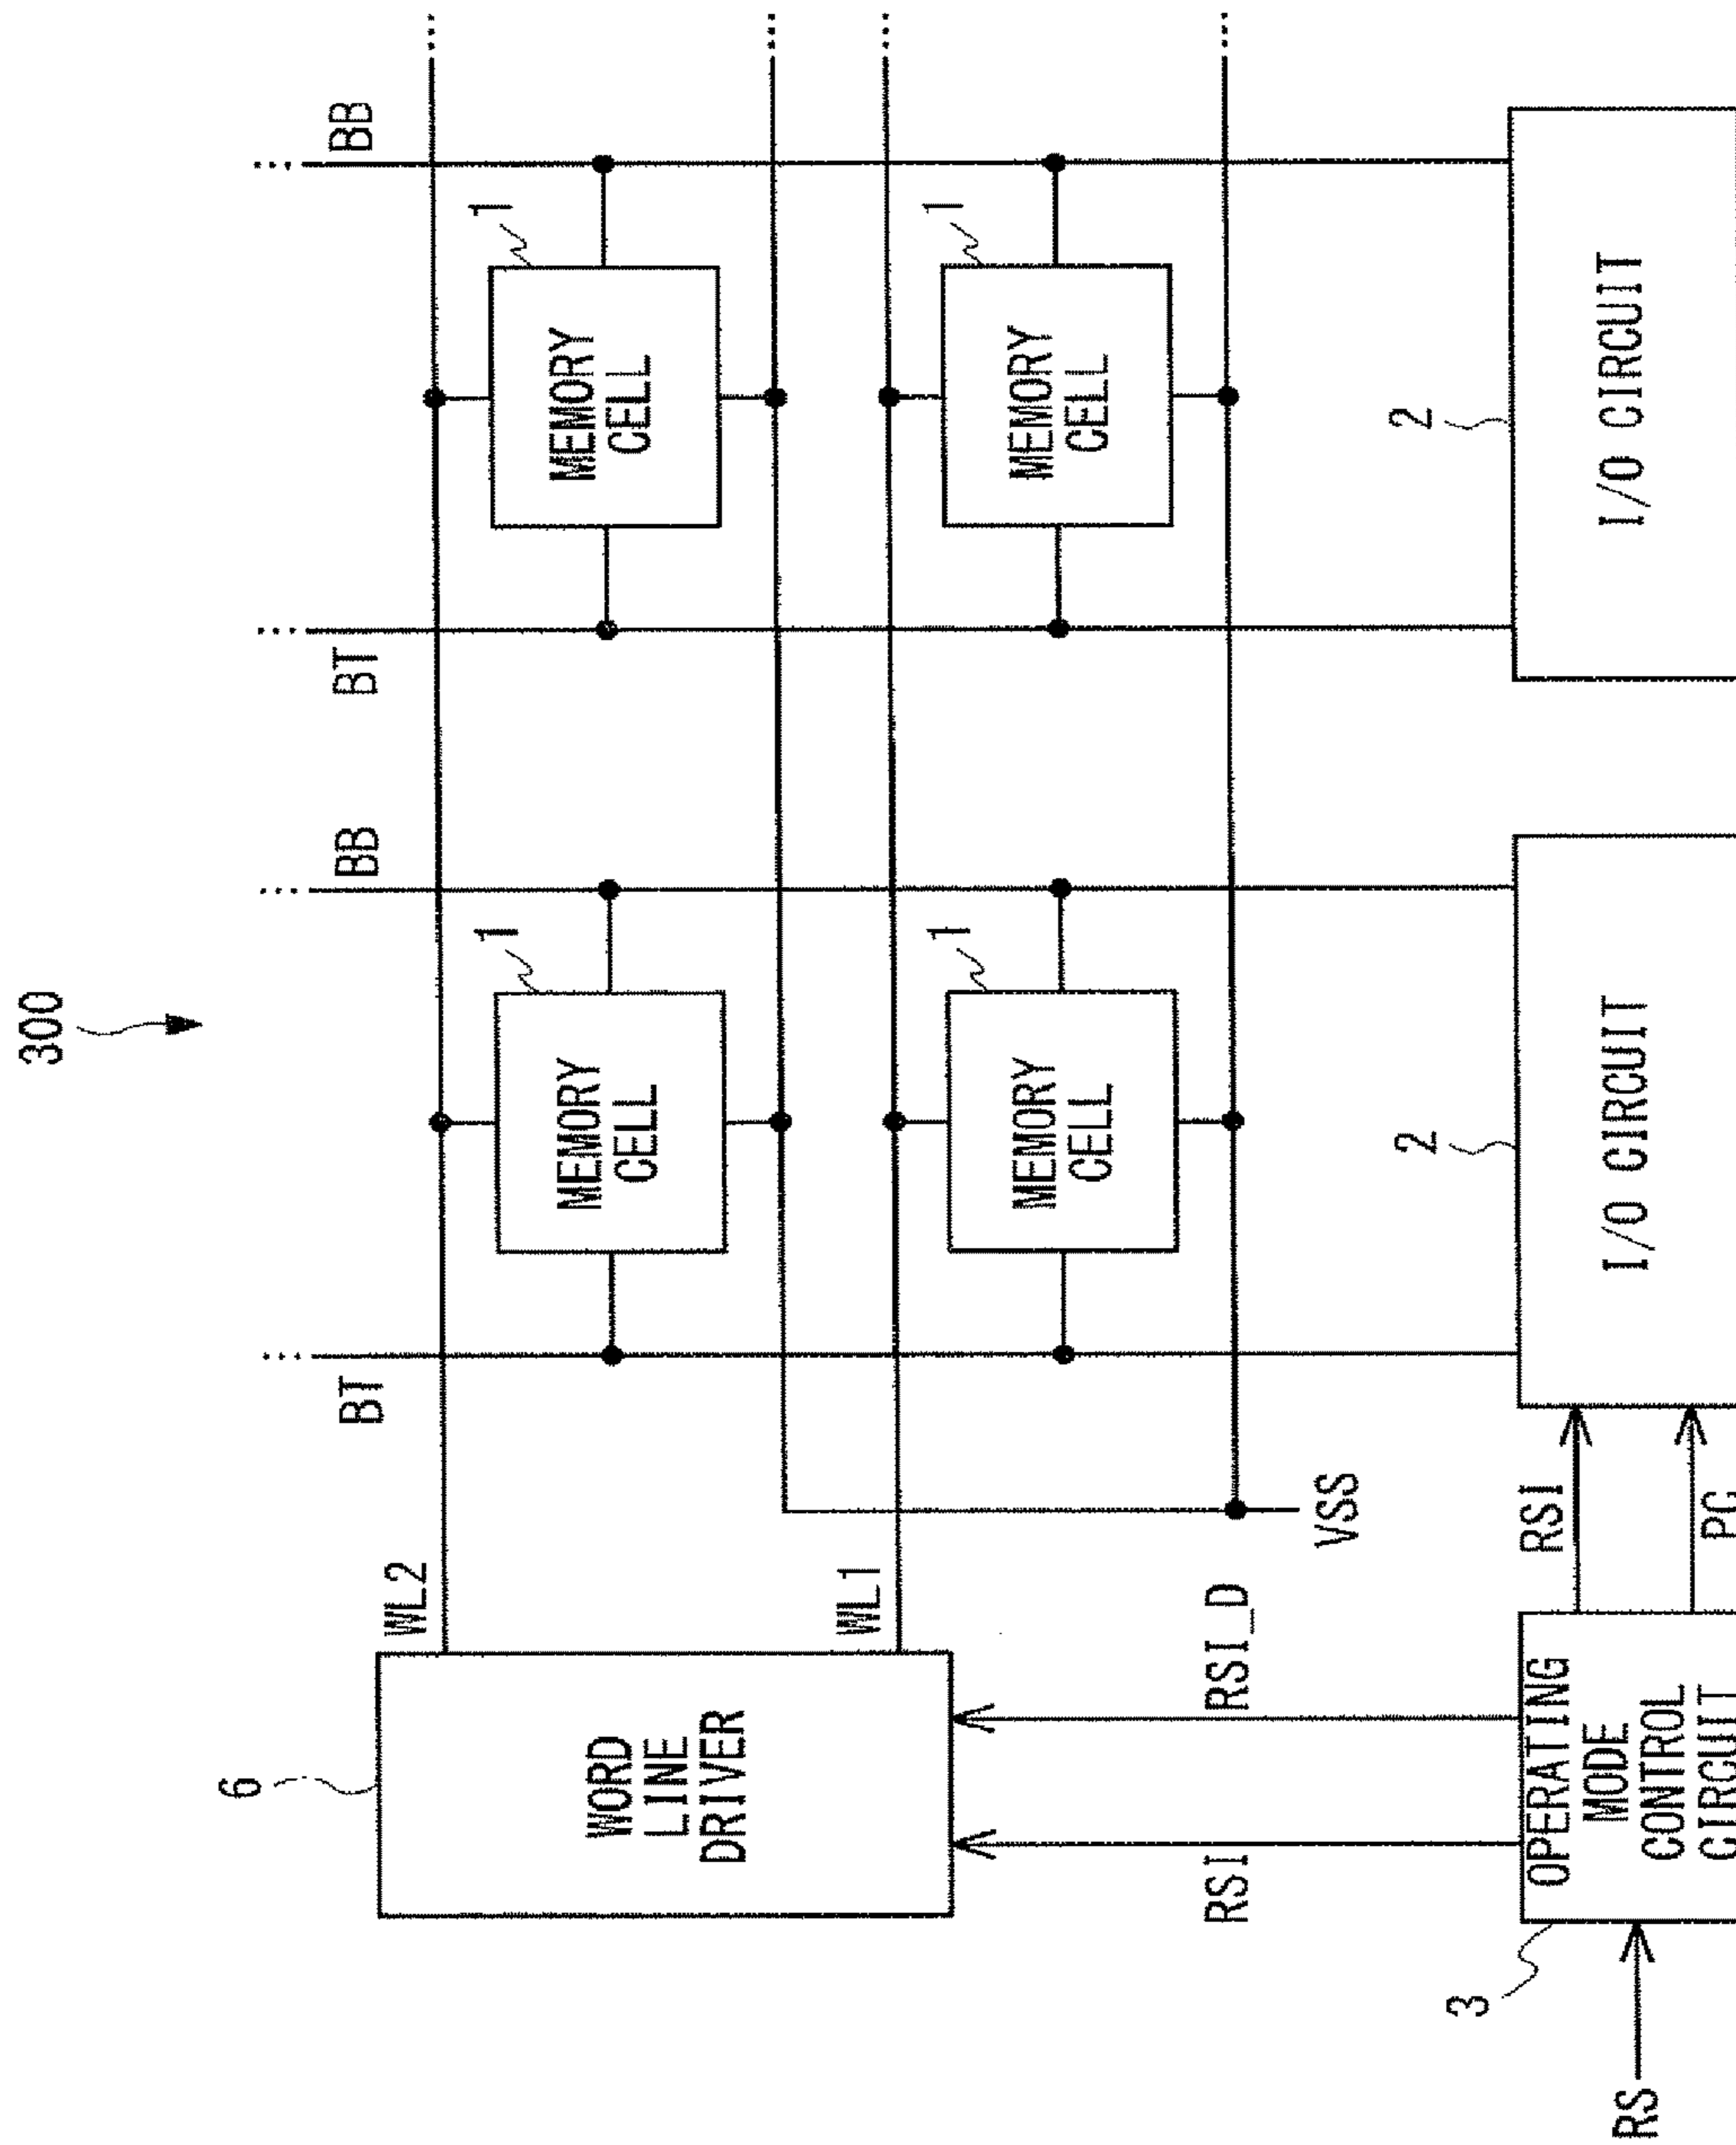 300
BT
BB
BT
BB
6
WL2
WORD
LINE
DRIVER
WL1
1
MEMORY
CELL
1
MEMORY
CELL
1
MEMORY
CELL
1
MEMORY
CELL
VSS
RSI
RSI_D
2
2
3
RS
OPERATING
MODE
CONTROL
CIRCUIT
RSI
PG
I/O CIRCUIT
I/O CIRCUIT